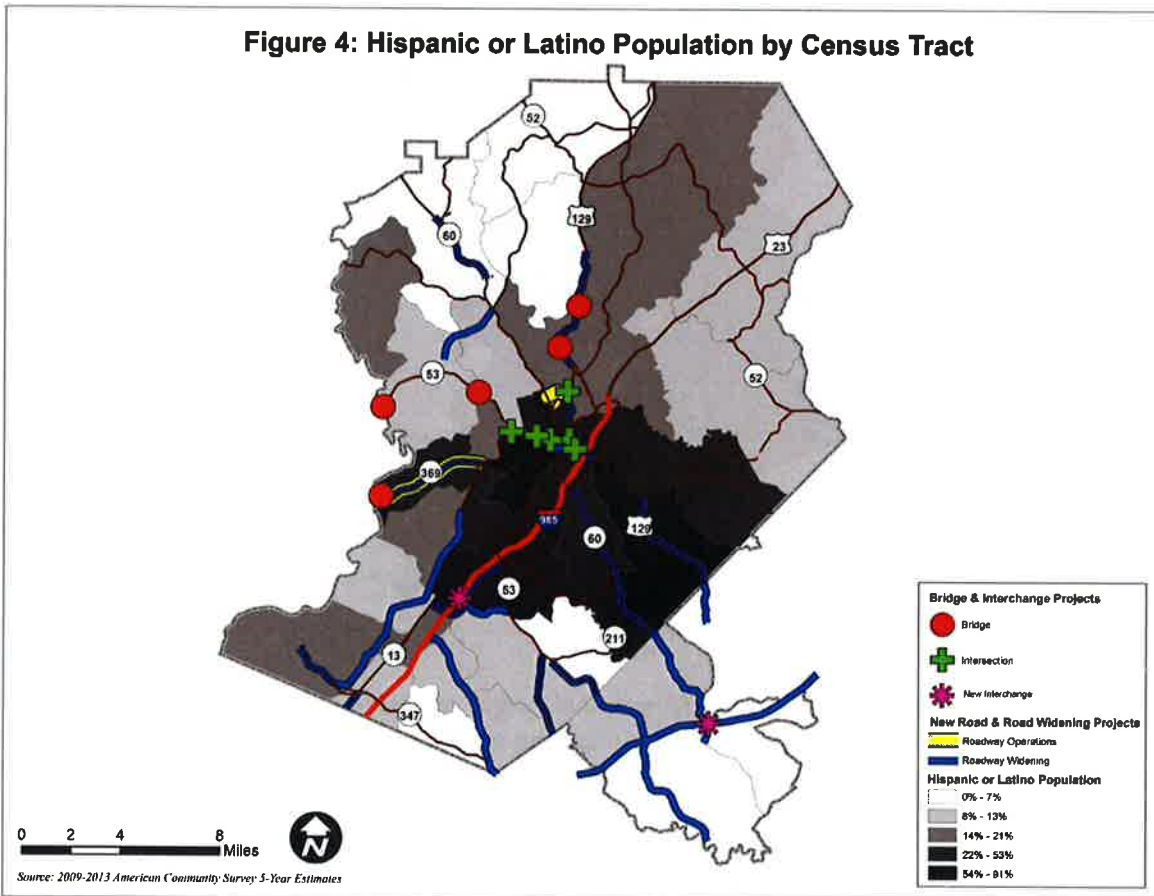 Figure 4: Hispanic or Latino Population by Census Tract
52
60
129
23
53
52
369
985
60
129
53
211
13
347
Bridge & Interchange Projects
Bridge
Intersection
New Interchange
New Road & Road Widening Projects
Roadway Operations
Roadway Widening
Hispanic or Latino Population
0% - 7%
8% - 13%
14% - 21%
22% - 53%
54% - 81%
0 2 4 8
Miles
N
Source: 2009-2013 American Community Survey 5-Year Estimates